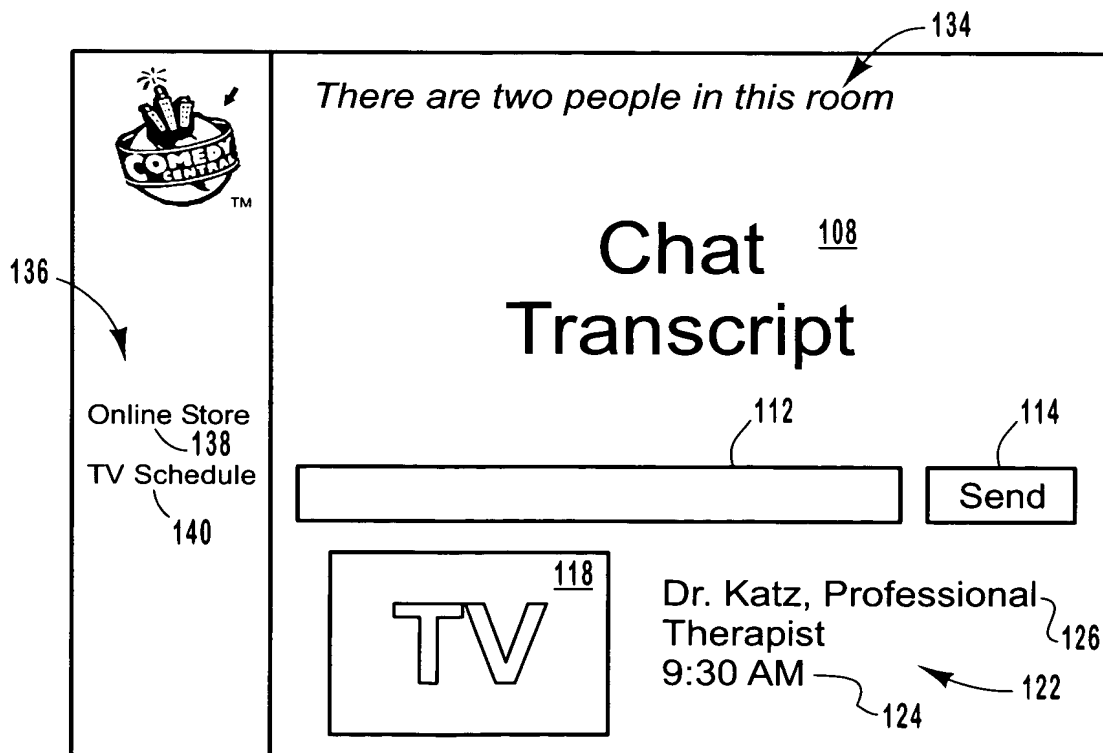 134
There are two people in this room
COMEDY
CENTRAL
TM
Chat 108
Transcript
136
Online Store
138
TV Schedule
140
112
114
Send
TV
118
Dr. Katz, Professional
Therapist
126
9:30 AM
122
124